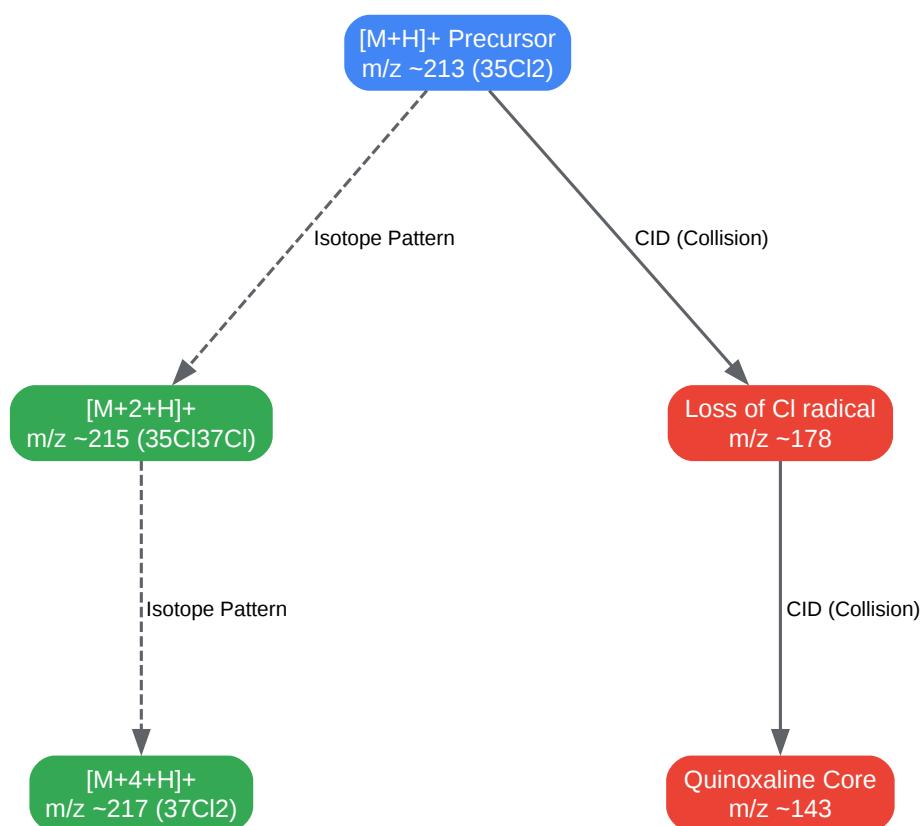 [M+H]+ Precursor
m/z ~213 (35Cl2)
Isotope Pattern
CID (Collision)
[M+2+H]+
m/z ~215 (35Cl37Cl)
Loss of Cl radical
m/z ~178
Isotope Pattern
CID (Collision)
[M+4+H]+
m/z ~217 (37Cl2)
Quinoxaline Core
m/z ~143